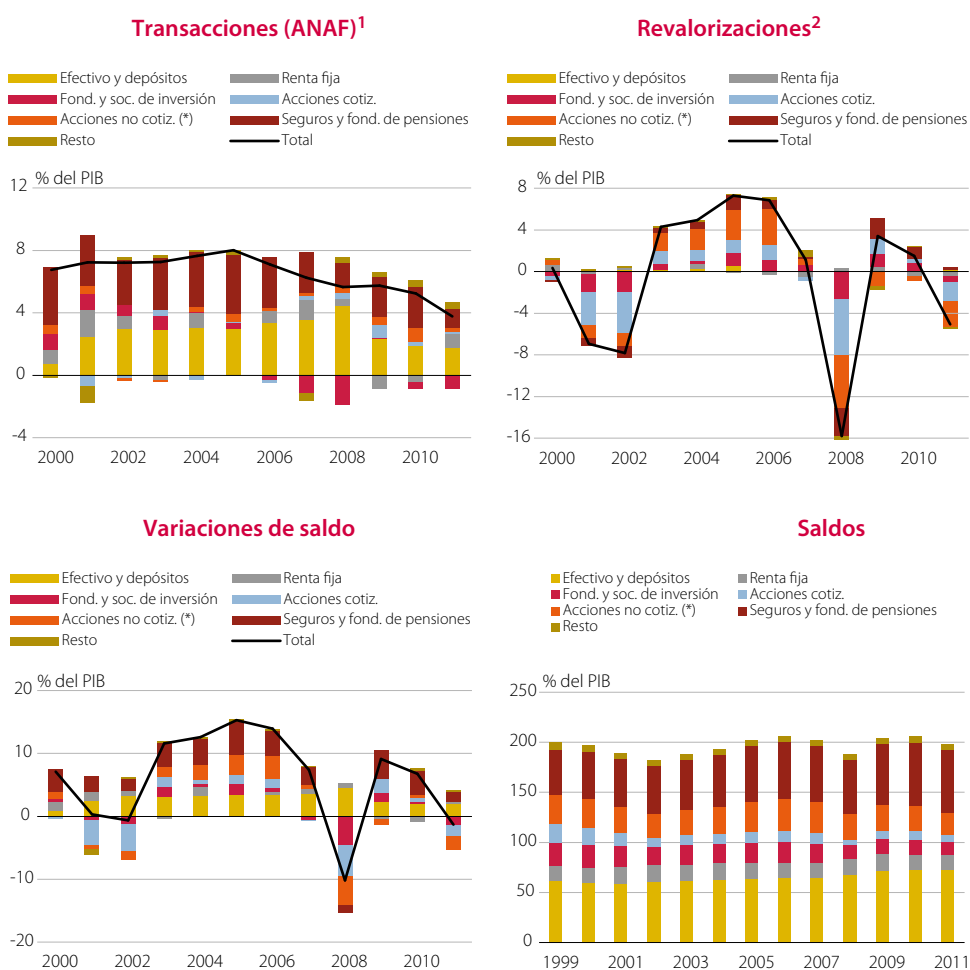 Transacciones (ANAF)1
Efectivo y depósitos
Renta fija
Fond. y soc. de inversión
Acciones cotiz.
Acciones no cotiz. (*)
Seguros y fond. de pensiones
Resto
Total
% del PIB
12
8
4
0
-4
2000
2002
2004
2006
2008
2010
Revalorizaciones2
Efectivo y depósitos
Renta fija
Fond. y soc. de inversión
Acciones cotiz.
Acciones no cotiz. (*)
Seguros y fond. de pensiones
Resto
Total
% del PIB
8
4
0
-4
-8
-12
-16
2000
2002
2004
2006
2008
2010
Variaciones de saldo
Efectivo y depósitos
Renta fija
Fond. y soc. de inversión
Acciones cotiz.
Acciones no cotiz. (*)
Seguros y fond. de pensiones
Resto
Total
% del PIB
20
10
0
-10
-20
2000
2002
2004
2006
2008
2010
Saldos
Efectivo y depósitos
Renta fija
Fond. y soc. de inversión
Acciones cotiz.
Acciones no cotiz. (*)
Seguros y fond. de pensiones
Resto
% del PIB
250
200
150
100
50
0
1999
2001
2003
2005
2007
2009
2011